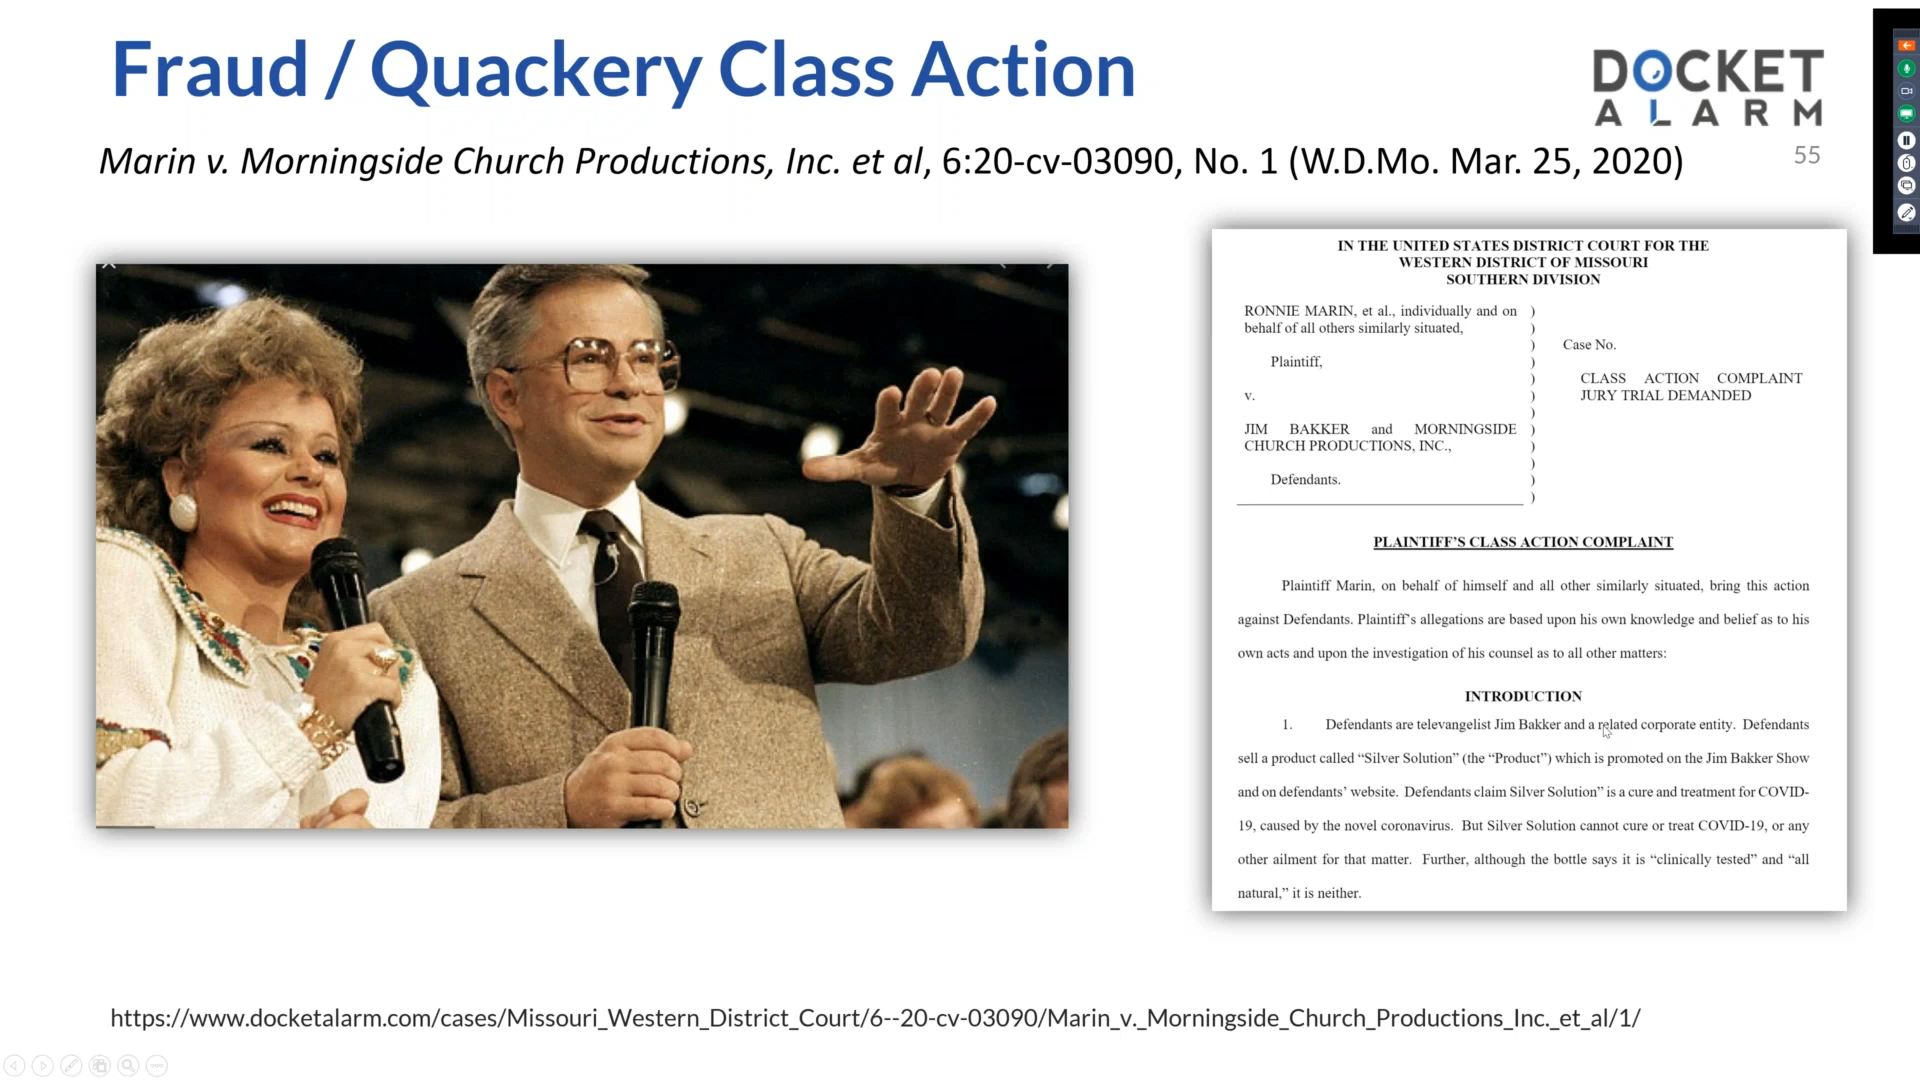 Fraud / Quackery Class Action
DOCKET
ALARM
Marin v. Morningside Church Productions, Inc. et al, 6:20-cv-03090, No. 1 (W.D.Mo. Mar. 25, 2020)
55
IN THE UNITED STATES DISTRICT COURT FOR THE
WESTERN DISTRICT OF MISSOURI
SOUTHERN DIVISION
RONNIE MARIN, et al., individually and on )
behalf of all others similarly situated, )
) Case No.
Plaintiff, )
) CLASS ACTION COMPLAINT
v. ) JURY TRIAL DEMANDED
)
JIM BAKKER and MORNINGSIDE )
CHURCH PRODUCTIONS, INC., )
)
Defendants. )
)
PLAINTIFF'S CLASS ACTION COMPLAINT
Plaintiff Marin, on behalf of himself and all other similarly situated, bring this action
against Defendants. Plaintiff's allegations are based upon his own knowledge and belief as to his
own acts and upon the investigation of his counsel as to all other matters:
INTRODUCTION
1. Defendants are televangelist Jim Bakker and a related corporate entity. Defendants
sell a product called “Silver Solution” (the “Product”) which is promoted on the Jim Bakker Show
and on defendants’ website. Defendants claim Silver Solution” is a cure and treatment for COVID-
19, caused by the novel coronavirus. But Silver Solution cannot cure or treat COVID-19, or any
other ailment for that matter. Further, although the bottle says it is “clinically tested” and “all
natural,” it is neither.
https://www.docketalarm.com/cases/Missouri_Western_District_Court/6--20-cv-03090/Marin_v._Morningside_Church_Productions_Inc._et_al/1/